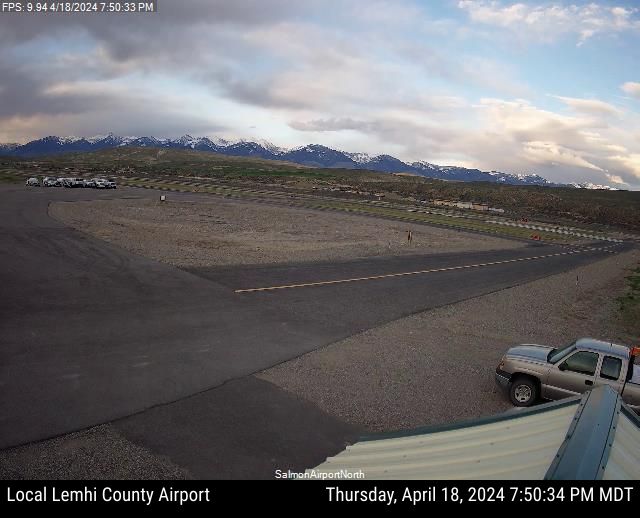 FPS: 9.94 4/18/2024 7:50:33 PM
SalmonAirportNorth
Local Lemhi County Airport Thursday, April 18, 2024 7:50:34 PM MDT